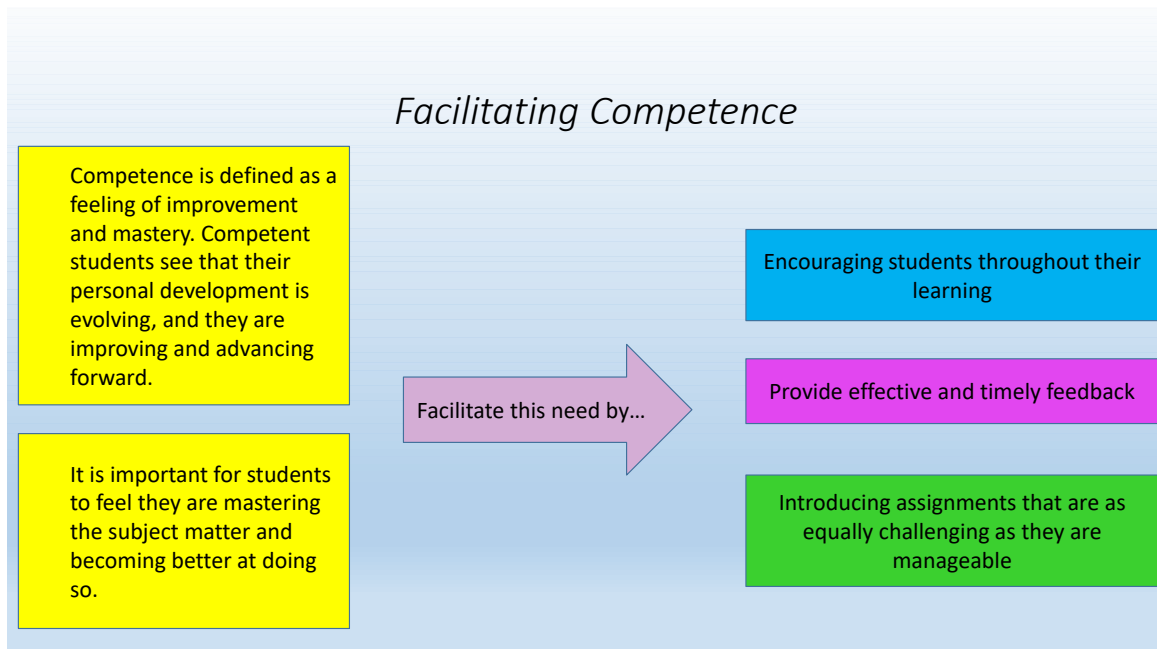 Facilitating Competence
Competence is defined as a
feeling of improvement
and mastery. Competent
students see that their
personal development is
evolving, and they are
improving and advancing
forward.
It is important for students
to feel they are mastering
the subject matter and
becoming better at doing
so.
Facilitate this need by…
Encouraging students throughout their
learning
Provide effective and timely feedback
Introducing assignments that are as
equally challenging as they are
manageable